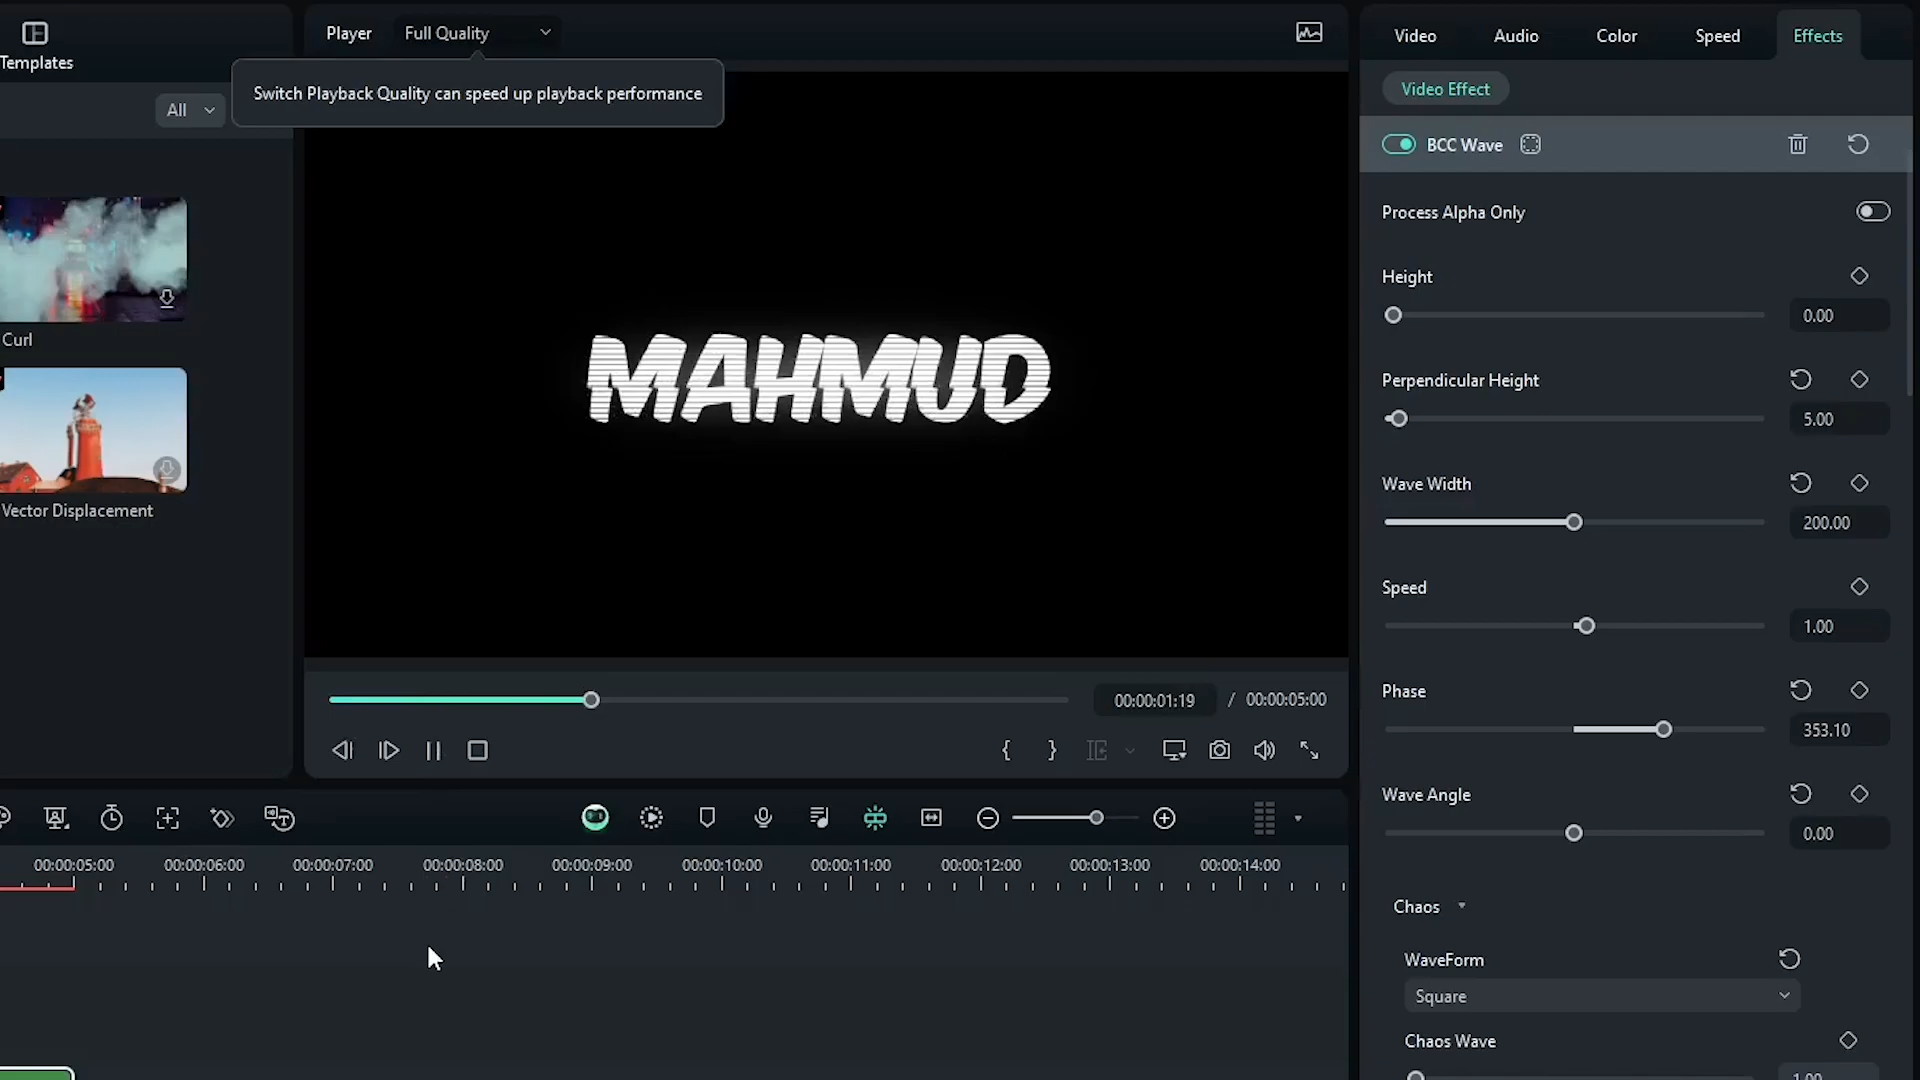 Templates
All
Curl
Vector Displacement
Player
Full Quality
Switch Playback Quality can speed up playback performance
MAHMUD
00:00:01:19 / 00:00:05:00
{ }
00:00:05:00 00:00:06:00 00:00:07:00 00:00:08:00 00:00:09:00 00:00:10:00 00:00:11:00 00:00:12:00 00:00:13:00 00:00:14:00
Video Audio Color Speed Effects
Video Effect
BCC Wave
Process Alpha Only
Height
0.00
Perpendicular Height
5.00
Wave Width
200.00
Speed
1.00
Phase
353.10
Wave Angle
0.00
Chaos
WaveForm
Square
Chaos Wave
1.00